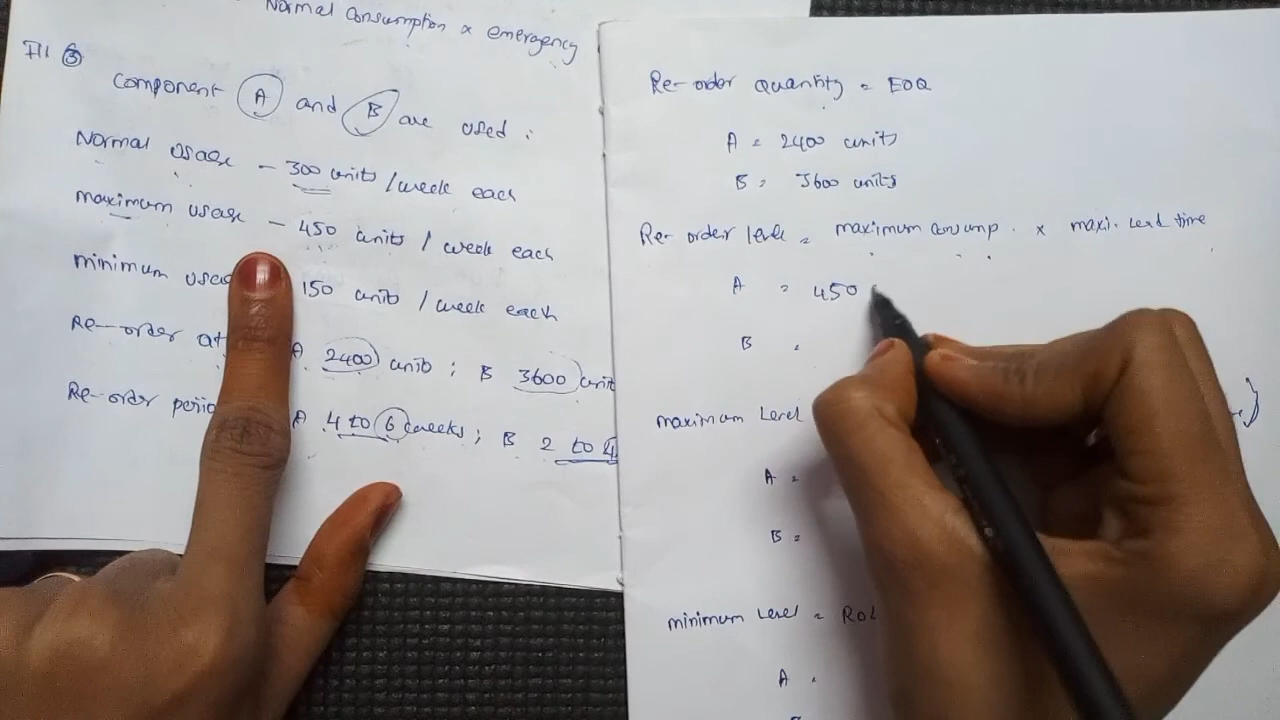 Normal consumption x emergency
Ill ③
component A and B are used :
Normal usage - 300 units / week each
maximum usage - 450 units / week each
minimum usa 150 units / week each
Re-order at A 2400 units ; B 3600 unit
Re-order perio A 4 to 6 weeks ; B 2 to 4
Re-order quantity = EOQ
A = 2400 units
B = 3600 units
Re-order level = maximum consump. x maxi. lead time
A = 450
B =
maximum Level
A =
B =
minimum Level = ROL
A =